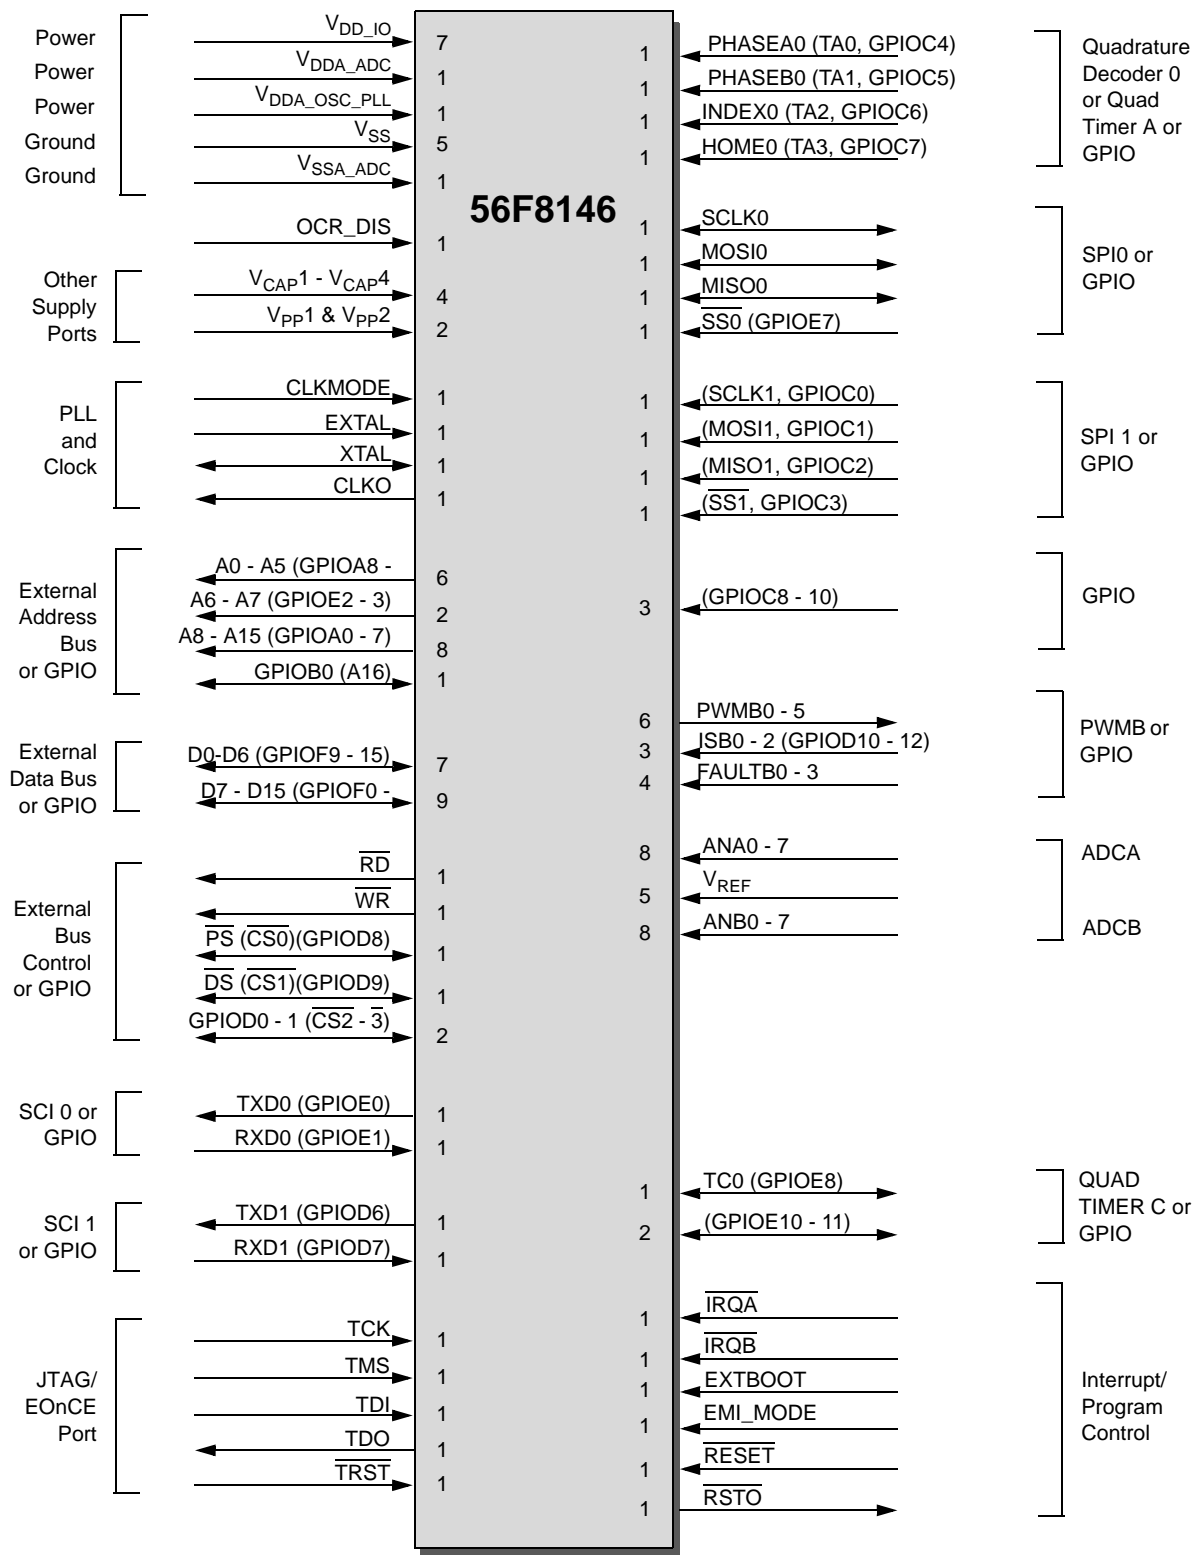 56F8146
Power
Power
Power
Ground
Ground
VDD_IO
7
VDDA_ADC
1
VDDA_OSC_PLL
1
VSS
5
VSSA_ADC
1
OCR_DIS
1
Other
Supply
Ports
VCAP1 - VCAP4
4
VPP1 & VPP2
2
PLL
and
Clock
CLKMODE
1
EXTAL
1
XTAL
1
CLKO
1
External
Address
Bus
or GPIO
A0 - A5 (GPIOA8 -
6
A6 - A7 (GPIOE2 - 3)
2
A8 - A15 (GPIOA0 - 7)
8
GPIOB0 (A16)
1
External
Data Bus
or GPIO
D0-D6 (GPIOF9 - 15)
7
D7 - D15 (GPIOF0 -
9
External
Bus
Control
or GPIO
RD
1
WR
1
PS (CS0)(GPIOD8)
1
DS (CS1)(GPIOD9)
1
GPIOD0 - 1 (CS2 - 3)
2
SCI 0 or
GPIO
TXD0 (GPIOE0)
1
RXD0 (GPIOE1)
1
SCI 1
or GPIO
TXD1 (GPIOD6)
1
RXD1 (GPIOD7)
1
JTAG/
EOnCE
Port
TCK
1
TMS
1
TDI
1
TDO
1
TRST
1
1
PHASEA0 (TA0, GPIOC4)
1
PHASEB0 (TA1, GPIOC5)
1
INDEX0 (TA2, GPIOC6)
1
HOME0 (TA3, GPIOC7)
Quadrature
Decoder 0
or Quad
Timer A or
GPIO
1
SCLK0
1
MOSI0
1
MISO0
1
SS0 (GPIOE7)
SPI0 or
GPIO
1
(SCLK1, GPIOC0)
1
(MOSI1, GPIOC1)
1
(MISO1, GPIOC2)
1
(SS1, GPIOC3)
SPI 1 or
GPIO
3
(GPIOC8 - 10)
GPIO
6
PWMB0 - 5
3
ISB0 - 2 (GPIOD10 - 12)
4
FAULTB0 - 3
PWMB or
GPIO
8
ANA0 - 7
5
VREF
8
ANB0 - 7
ADCA
ADCB
1
TC0 (GPIOE8)
2
(GPIOE10 - 11)
QUAD
TIMER C or
GPIO
1
IRQA
1
IRQB
1
EXTBOOT
1
EMI_MODE
1
RESET
1
RSTO
Interrupt/
Program
Control